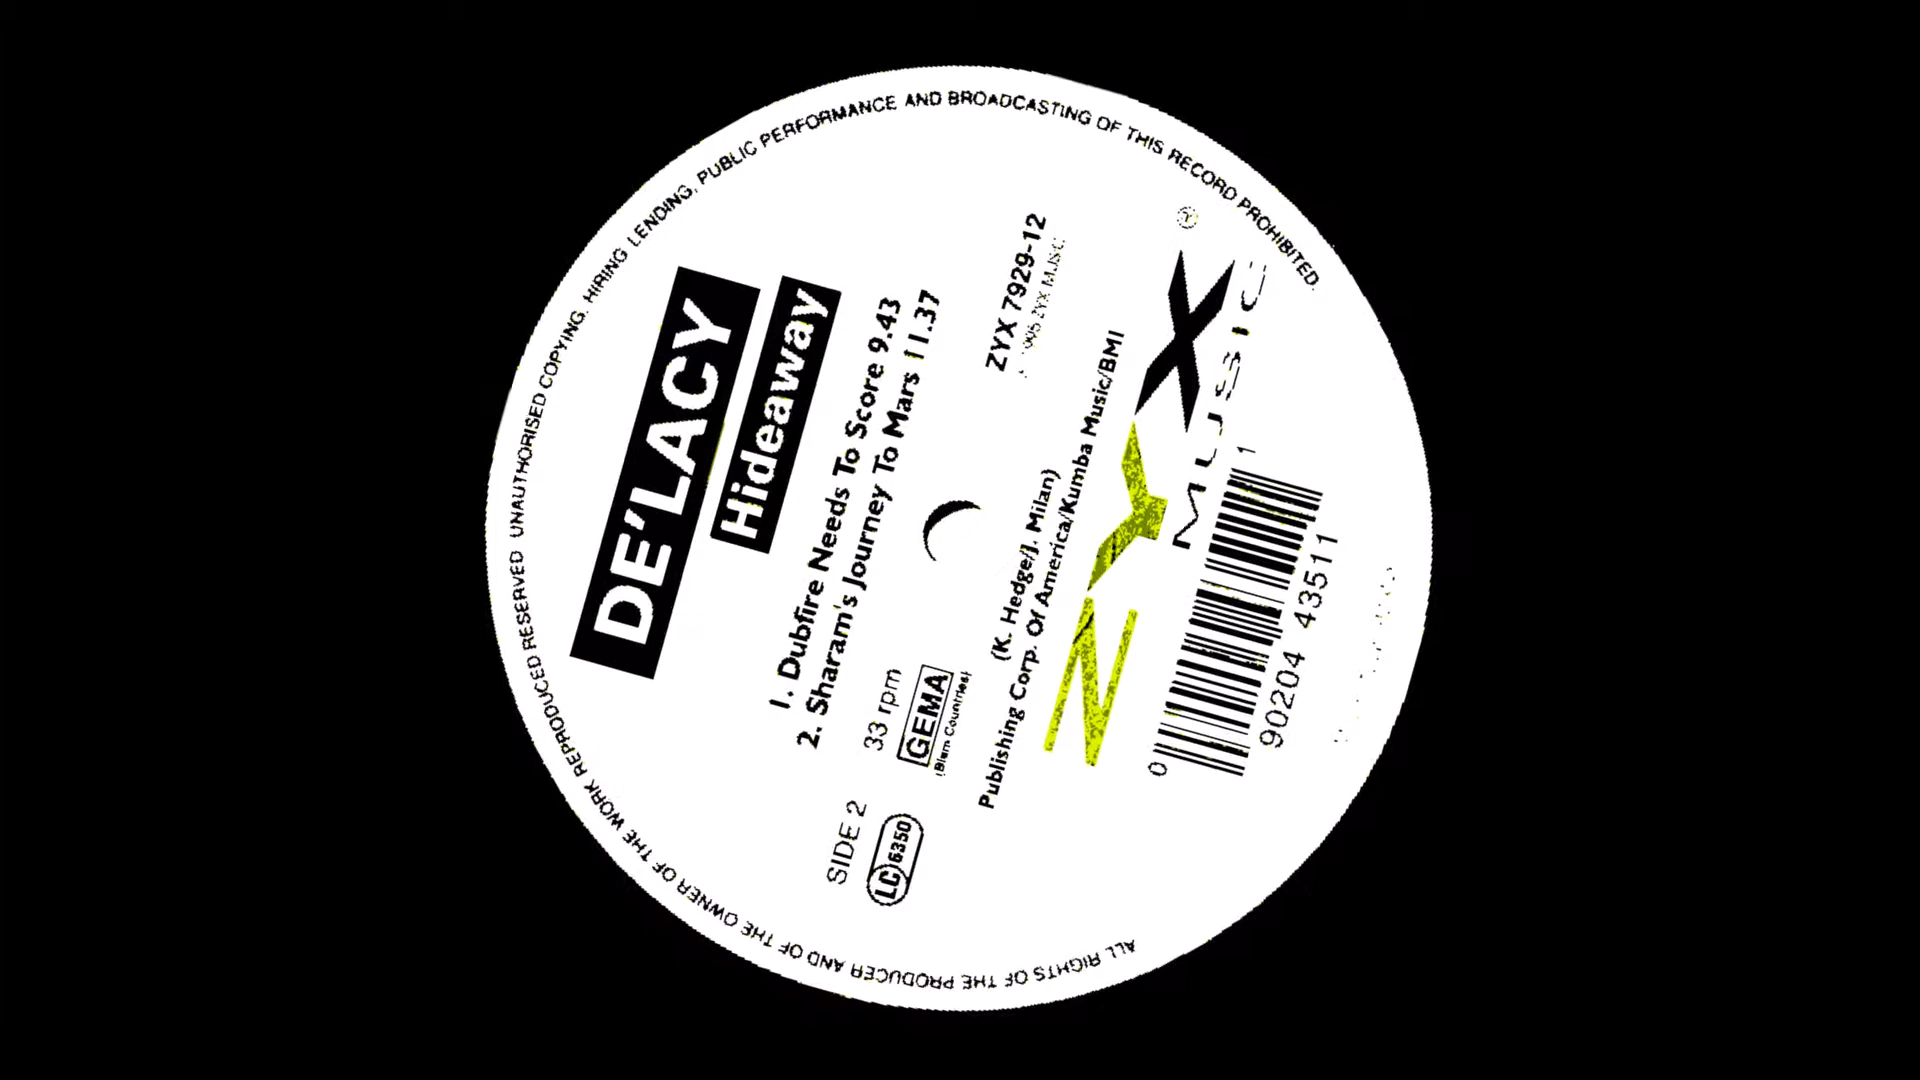 DE'LACY
Hideaway
1. Dubfire Needs To Score 9.43
2. Sharam's Journey To Mars 11.37
SIDE 2
33 rpm
ZYX 7929-12
LC 6350
GEMA
(Biem Countries)
(K. Hedge/J. Milan)
Publishing Corp. Of America/Kumba Music/BMI
ZYX
MUSIC
0 90204 43511 1
ALL RIGHTS OF THE PRODUCER AND OF THE OWNER OF THE WORK REPRODUCED RESERVED UNAUTHORISED COPYING, HIRING, LENDING, PUBLIC PERFORMANCE AND BROADCASTING OF THIS RECORD PROHIBITED.